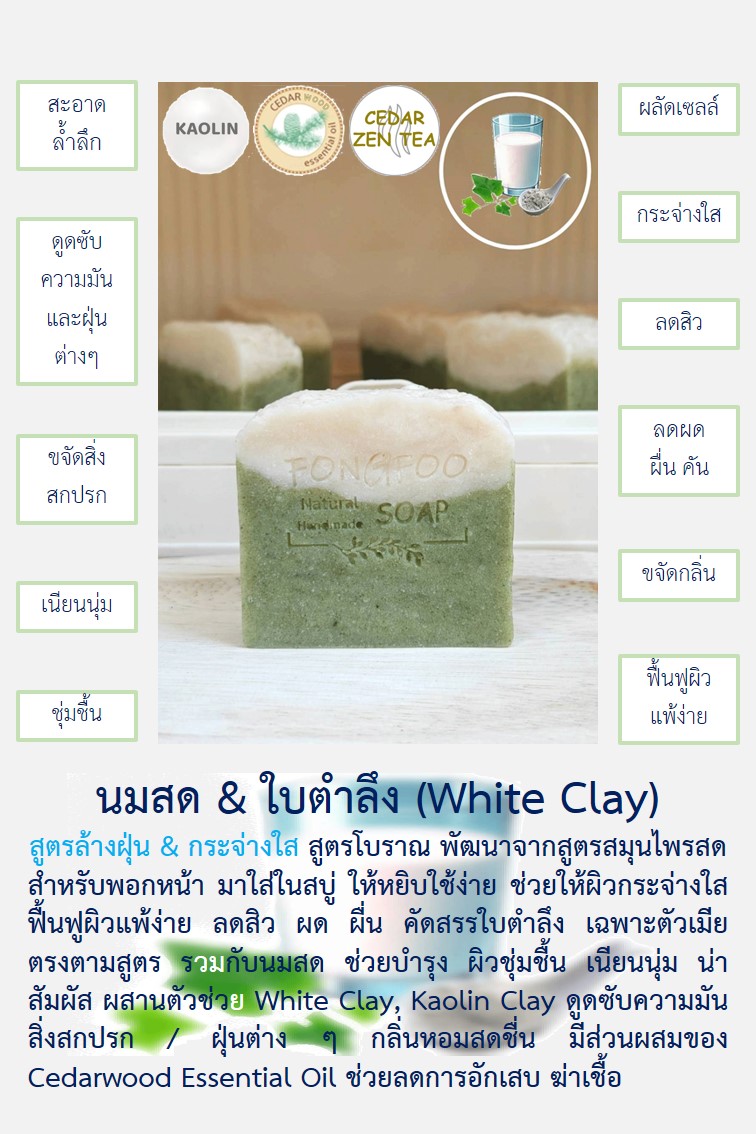 สะอาด
ล้ำลึก
ดูดซับ
ความมัน
และฝุ่น
ต่างๆ
ขจัดสิ่ง
สกปรก
เนียนนุ่ม
ชุ่มชื้น
KAOLIN
CEDAR WOOD
essential oil
CEDAR
ZEN TEA
FONGFOO
Natural
Handmade SOAP
ผลัดเซลล์
กระจ่างใส
ลดสิว
ลดผด
ผื่น คัน
ขจัดกลิ่น
ฟื้นฟูผิว
แพ้ง่าย
นมสด & ใบตำลึง (White Clay)
สูตรล้างฝุ่น & กระจ่างใส สูตรโบราณ พัฒนาจากสูตรสมุนไพรสด
สำหรับพอกหน้า มาใส่ในสบู่ ให้หยิบใช้ง่าย ช่วยให้ผิวกระจ่างใส
ฟื้นฟูผิวแพ้ง่าย ลดสิว ผด ผื่น คัดสรรใบตำลึง เฉพาะตัวเมีย
ตรงตามสูตร รวมกับนมสด ช่วยบำรุง ผิวชุ่มชื้น เนียนนุ่ม น่า
สัมผัส ผสานตัวช่วย White Clay, Kaolin Clay ดูดซับความมัน
สิ่งสกปรก / ฝุ่นต่าง ๆ กลิ่นหอมสดชื่น มีส่วนผสมของ
Cedarwood Essential Oil ช่วยลดการอักเสบ ฆ่าเชื้อ